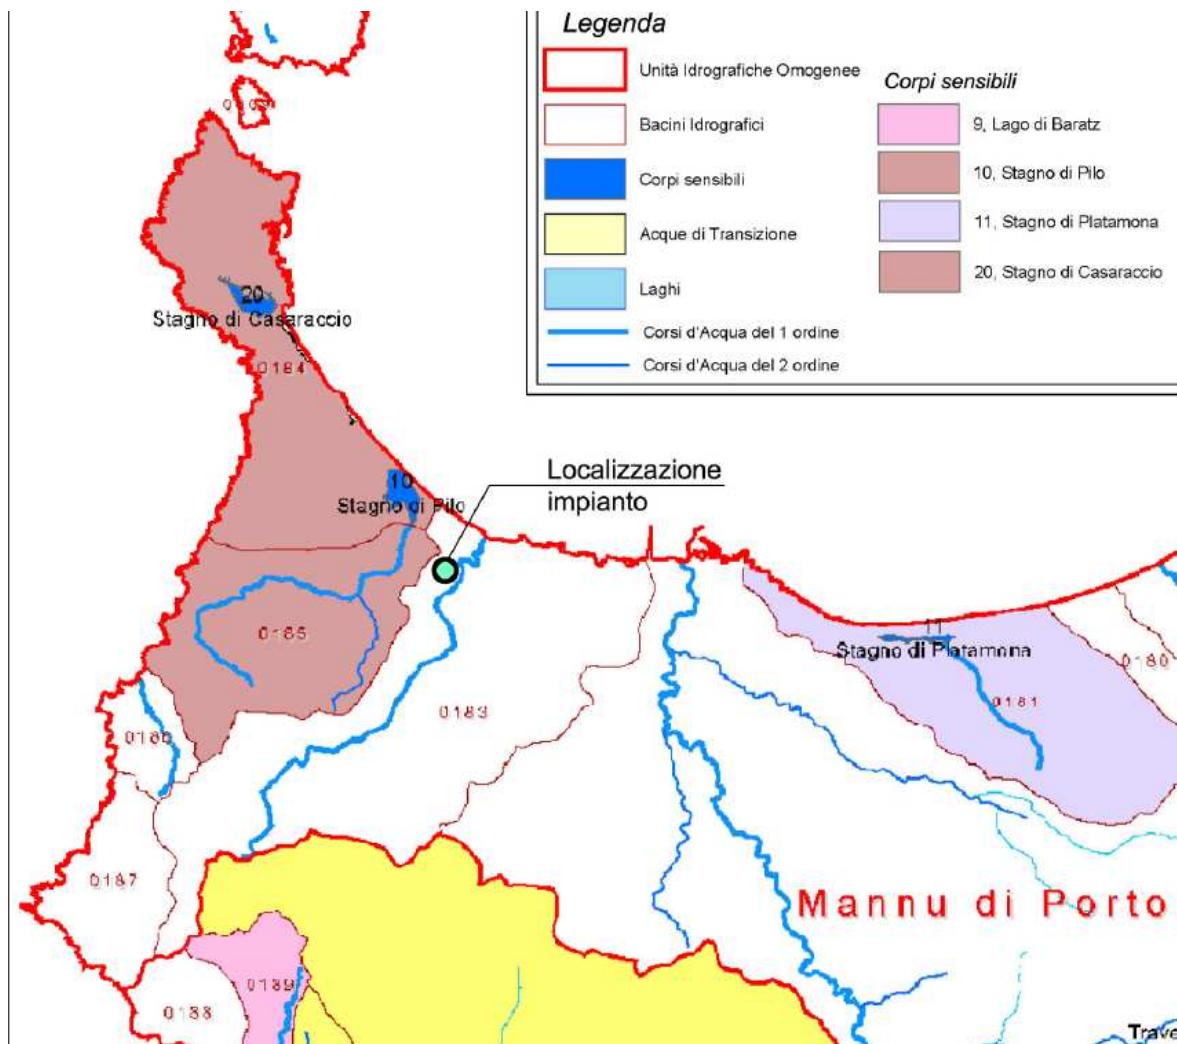 Legenda
Unità Idrografiche Omogenee
Bacini Idrografici
Corpi sensibili
Acque di Transizione
Laghi
Corsi d'Acqua del 1 ordine
Corsi d'Acqua del 2 ordine
Corpi sensibili
9, Lago di Baratz
10, Stagno di Pilo
11, Stagno di Platamona
20, Stagno di Casaraccio
20
Stagno di Casaraccio
0184
10
Stagno di Pilo
Localizzazione
impianto
0185
11
Stagno di Platamona
0180
0181
0183
0186
0187
Mannu di Porto
0189
0188
Trave